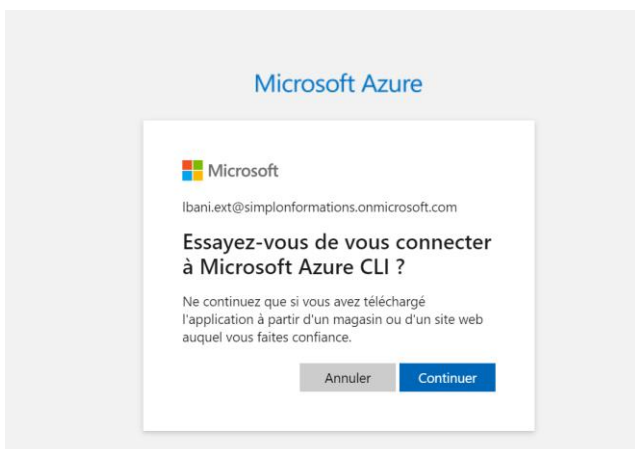 Microsoft Azure
Microsoft
lbani.ext@simplonformations.onmicrosoft.com
Essayez-vous de vous connecter
à Microsoft Azure CLI ?
Ne continuez que si vous avez téléchargé
l'application à partir d'un magasin ou d'un site web
auquel vous faites confiance.
Annuler
Continuer